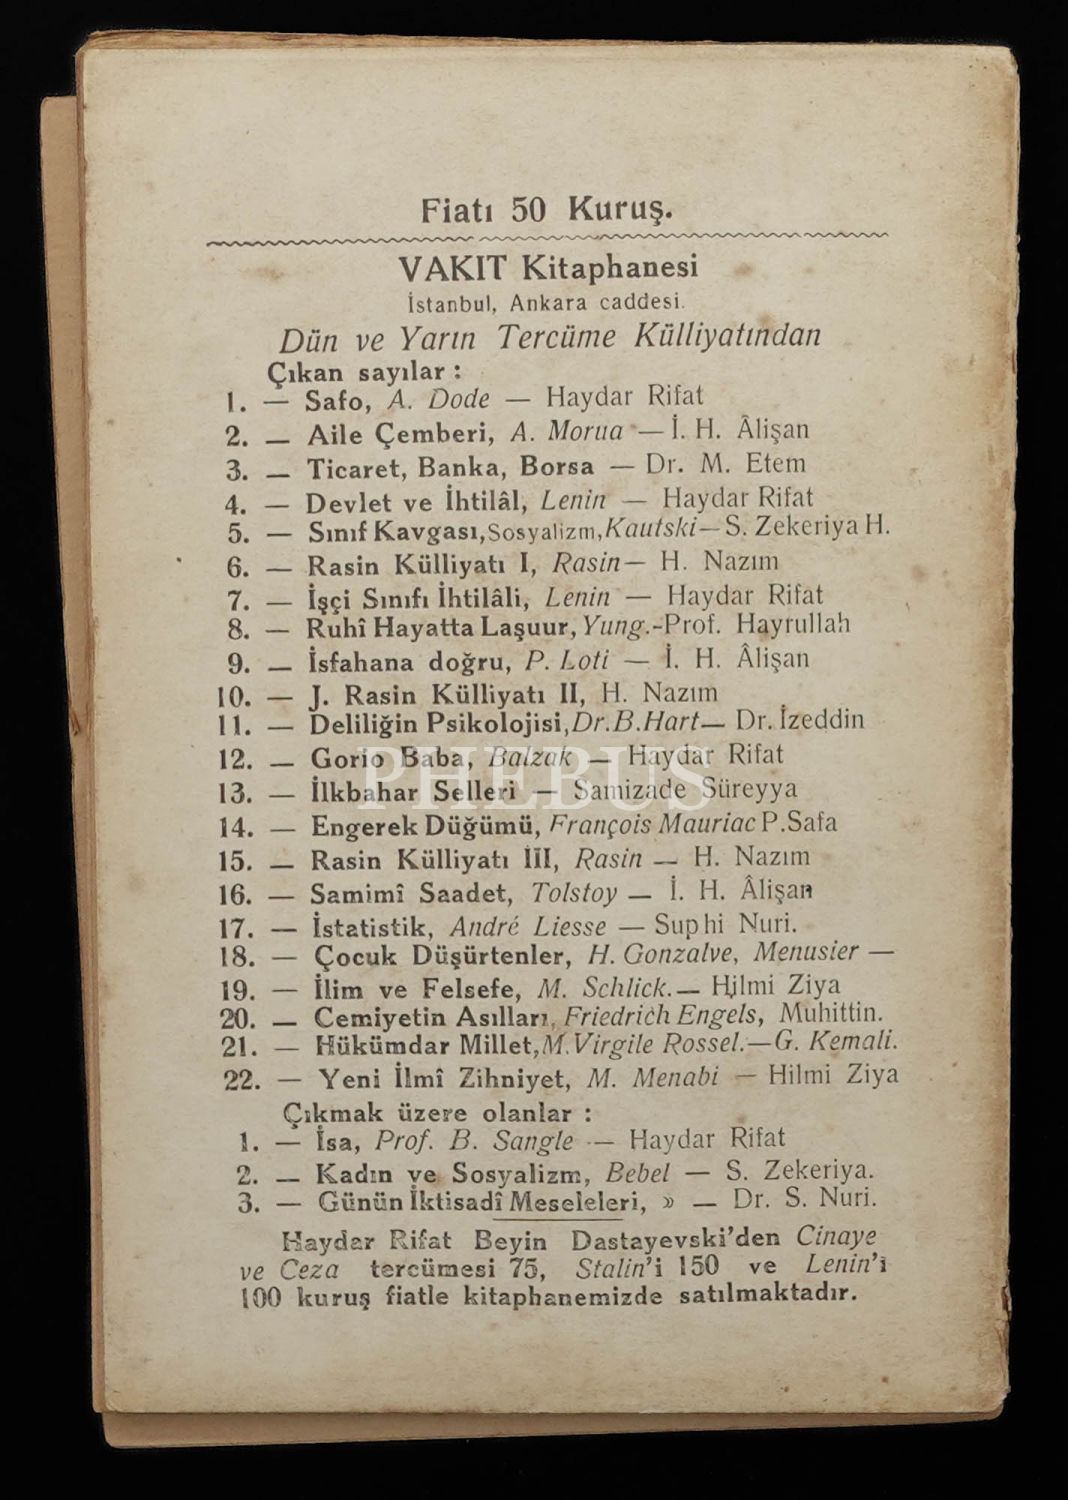 Fiatı 50 Kuruş.
VAKIT Kitaphanesi
İstanbul, Ankara caddesi.
Dün ve Yarın Tercüme Külliyatından
Çıkan sayılar :
1. — Safo, A. Dode — Haydar Rifat
2. — Aile Çemberi, A. Morua — İ. H. Âlişan
3. — Ticaret, Banka, Borsa — Dr. M. Etem
4. — Devlet ve İhtilâl, Lenin — Haydar Rifat
5. — Sınıf Kavgası, Sosyalizm, Kautski — S. Zekeriya H.
6. — Rasin Külliyatı I, Rasin — H. Nazım
7. — İşçi Sınıfı İhtilâli, Lenin — Haydar Rifat
8. — Ruhî Hayatta Laşuur, Yung.-Prof. Hayrullah
9. — İsfahana doğru, P. Loti — İ. H. Âlişan
10. — J. Rasin Külliyatı II, H. Nazım
11. — Deliliğin Psikolojisi, Dr. B. Hart — Dr. İzeddin
12. — Gorio Baba, Balzak — Haydar Rifat
13. — İlkbahar Selleri — Samizade Süreyya
14. — Engerek Düğümü, François Mauriac P. Safa
15. — Rasin Külliyatı III, Rasin — H. Nazım
16. — Samimî Saadet, Tolstoy — İ. H. Âlişan
17. — İstatistik, André Liesse — Suphi Nuri.
18. — Çocuk Düşürtenler, H. Gonzalve, Menusier —
19. — İlim ve Felsefe, M. Schlick. — Hilmi Ziya
20. — Cemiyetin Asılları, Friedrich Engels, Muhittin.
21. — Hükümdar Millet, M. Virgile Rossel. — G. Kemali.
22. — Yeni İlmî Zihniyet, M. Menabi — Hilmi Ziya
Çıkmak üzere olanlar :
1. — İsa, Prof. B. Sangle — Haydar Rifat
2. — Kadın ve Sosyalizm, Bebel — S. Zekeriya.
3. — Günün İktisadî Meseleleri, » — Dr. S. Nuri.
Haydar Rifat Beyin Dastayevski'den Cinaye
ve Ceza tercümesi 75, Stalin'i 150 ve Lenin'i
100 kuruş fiatle kitaphanemizde satılmaktadır.
PHEBUS